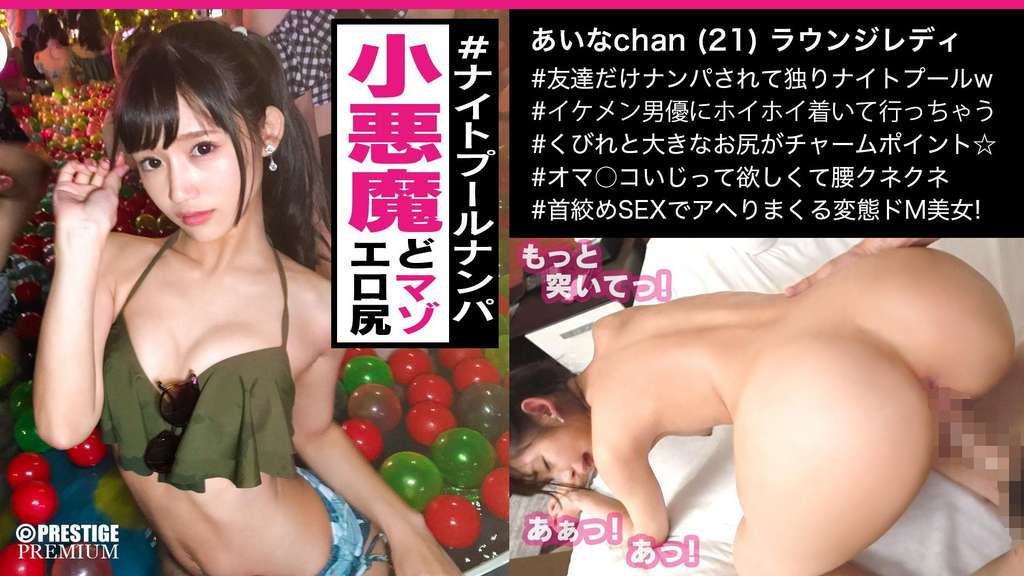 #ナイトプールナンパ
小悪魔
どマゾ
エロ尻
あいなchan (21) ラウンジレディ
#友達だけナンパされて独りナイトプールw
#イケメン男優にホイホイ着いて行っちゃう
#くびれと大きなお尻がチャームポイント☆
#オマ○コいじって欲しくて腰クネクネ
#首絞めSEXでアヘりまくる変態ドM美女!
もっと
突いてっ!
あぁっ!
あっ!
©PRESTIGE
PREMIUM